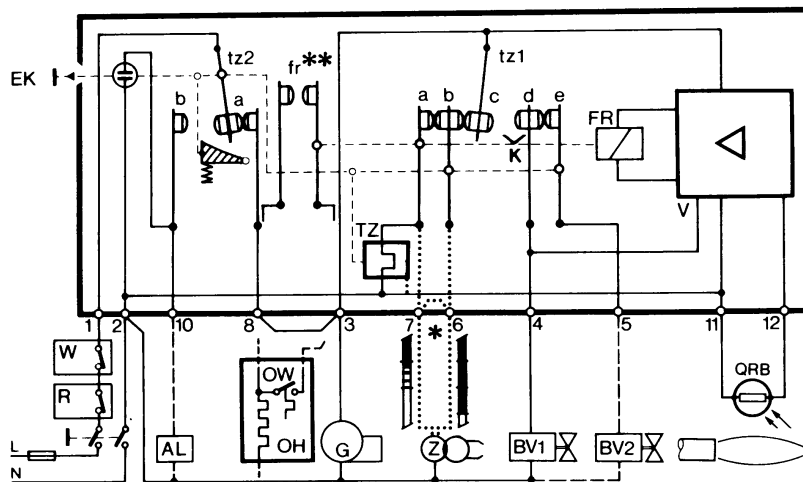 tz2
fr**
tz1
EK
b
a
a
b
c
d
e
FR
K
V
TZ
1
2
10
8
3
7
6
4
5
11
12
*
W
R
OW
OH
QRB
L
N
AL
G
Z
BV1
BV2